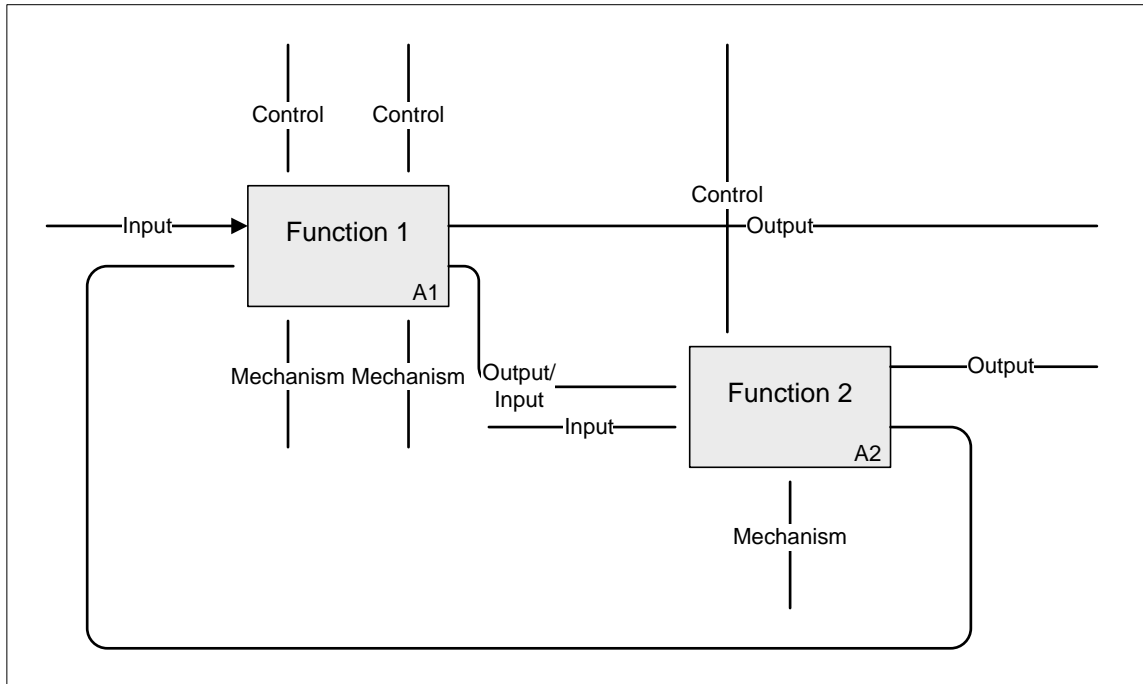 Control
Control
Control
Input
Function 1
Output
A1
Mechanism
Mechanism
Output/
Input
Input
Function 2
Output
A2
Mechanism